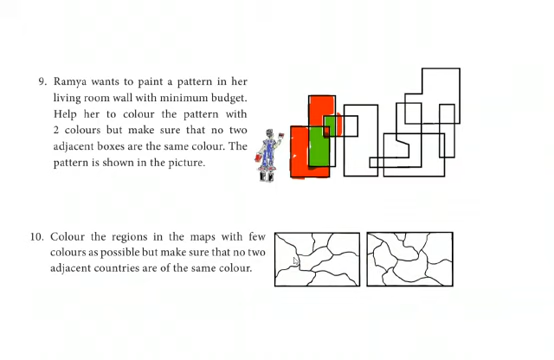 9. Ramya wants to paint a pattern in her
living room wall with minimum budget.
Help her to colour the pattern with
2 colours but make sure that no two
adjacent boxes are the same colour. The
pattern is shown in the picture.
10. Colour the regions in the maps with few
colours as possible but make sure that no two
adjacent countries are of the same colour.